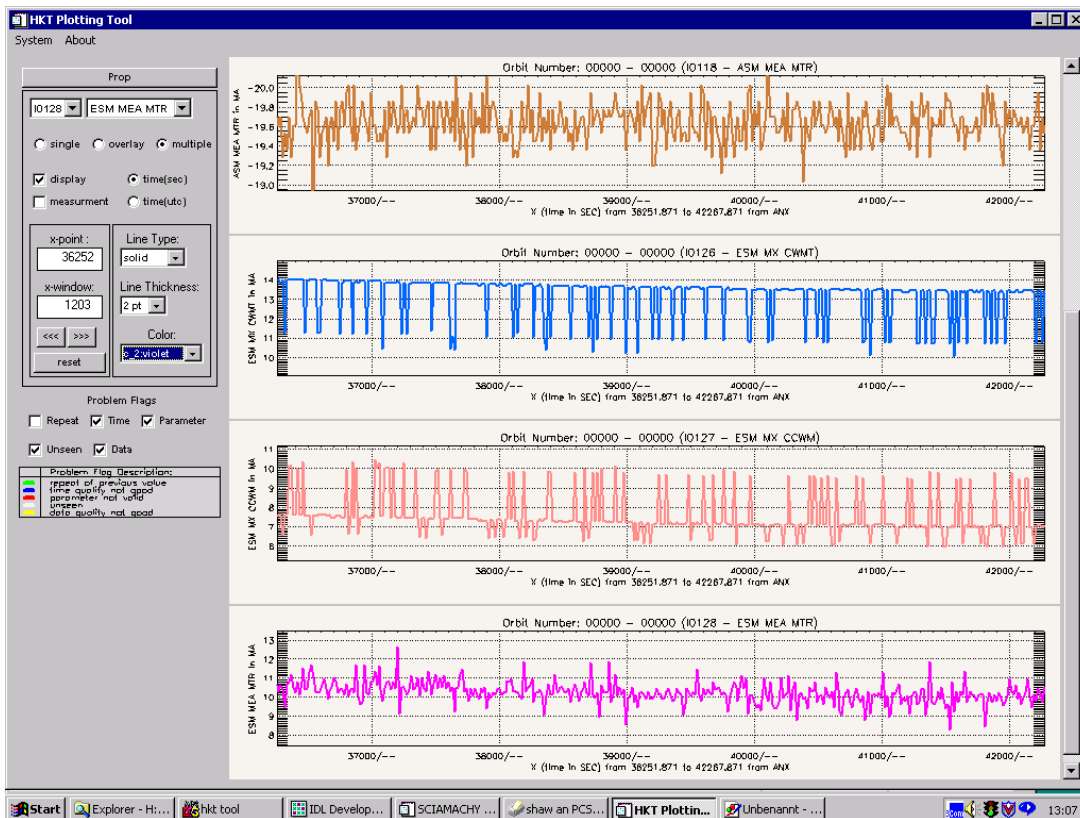 HKT Plotting Tool
System About
Prop
I0128 ESM MEA MTR
single overlay multiple
display time(sec)
measurment time(utc)
x-point : Line Type:
36252 solid
x-window: Line Thickness:
1203 2 pt
<<< >>> Color:
reset c_2:violet
Problem Flags
Repeat Time Parameter
Unseen Data
Problem Flag Description:
repeat of previous value
time quality not good
parameter not valid
unseen
data quality not good
Orbit Number: 00000 - 00000 (I0118 - ASM MEA MTR)
ASM MEA MTR in MA
-20.0
-19.8
-19.6
-19.4
-19.2
-19.0
37000/-- 38000/-- 39000/-- 40000/-- 41000/-- 42000/--
X (time in SEC) from 36251.871 to 42267.871 from ANX
Orbit Number: 00000 - 00000 (I0126 - ESM MX CWMT)
ESM MX CWMT in MA
14
13
12
11
10
37000/-- 38000/-- 39000/-- 40000/-- 41000/-- 42000/--
X (time in SEC) from 36251.871 to 42267.871 from ANX
Orbit Number: 00000 - 00000 (I0127 - ESM MX CCWM)
ESM MX CCWM in MA
11
10
9
8
7
6
37000/-- 38000/-- 39000/-- 40000/-- 41000/-- 42000/--
X (time in SEC) from 36251.871 to 42267.871 from ANX
Orbit Number: 00000 - 00000 (I0128 - ESM MEA MTR)
ESM MEA MTR in MA
13
12
11
10
9
8
37000/-- 38000/-- 39000/-- 40000/-- 41000/-- 42000/--
X (time in SEC) from 36251.871 to 42267.871 from ANX
Start Explorer - H:... hkt tool IDL Develop... SCIAMACHY ... shaw an PCS... HKT Plottin... Unbenannt - ... 13:07